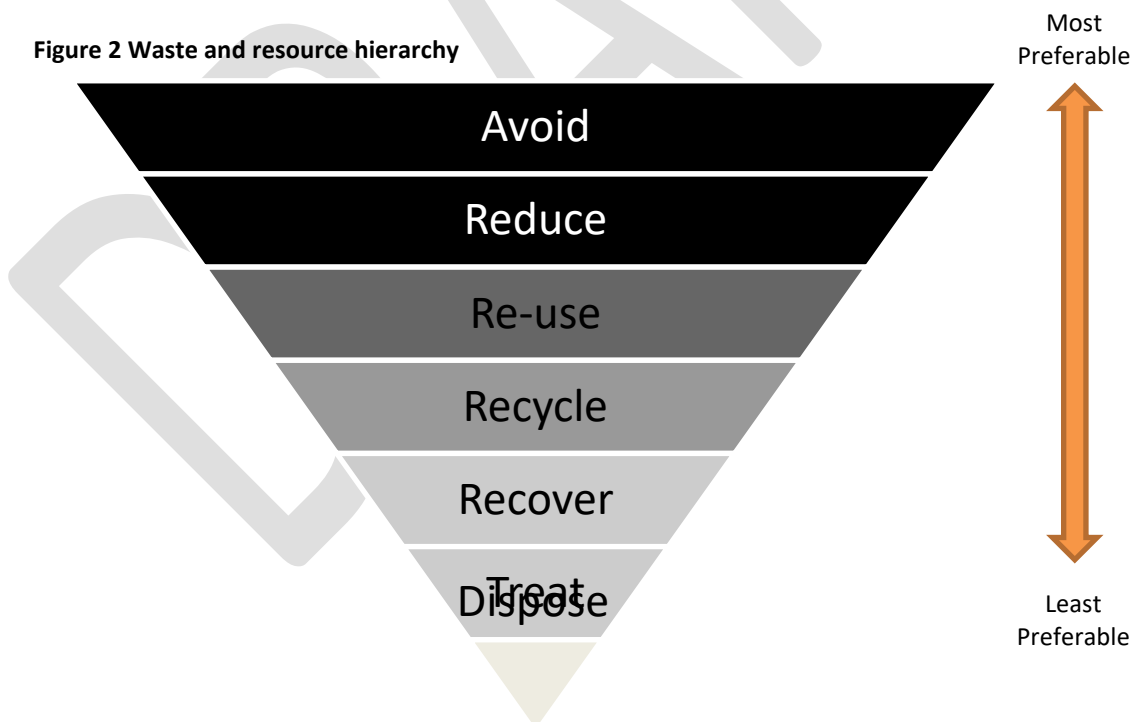 Figure 2 Waste and resource hierarchy
Most
Preferable
Avoid
Reduce
Re-use
Recycle
Recover
Treat
Dispose
Least
Preferable